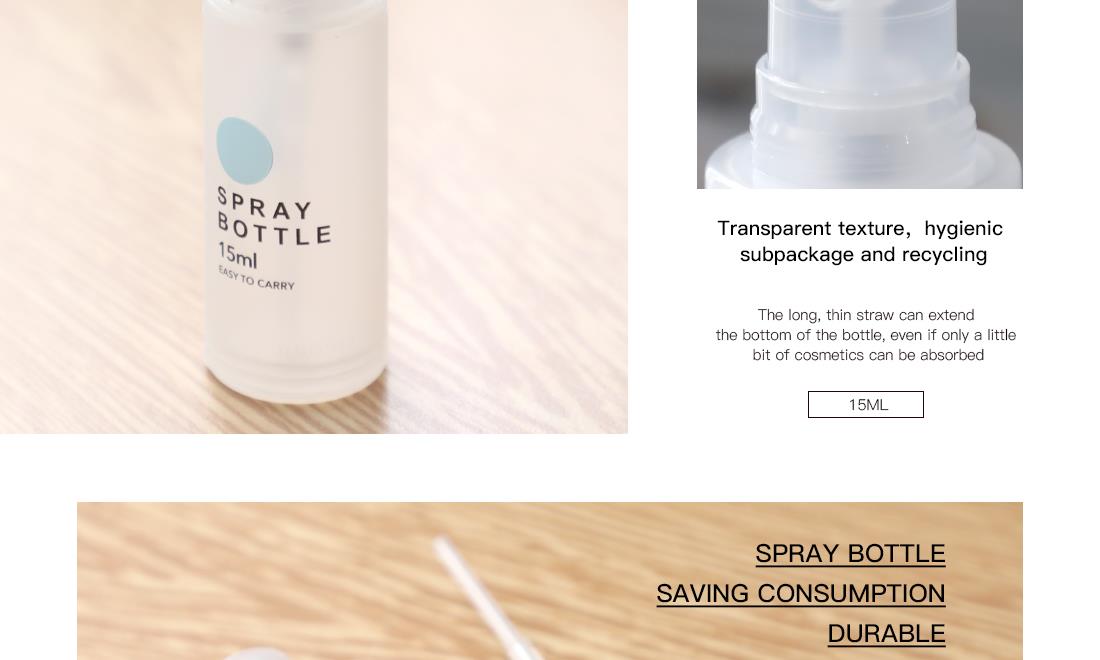 SPRAY
BOTTLE
15ml
EASY TO CARRY
Transparent texture，hygienic
subpackage and recycling
The long, thin straw can extend
the bottom of the bottle, even if only a little
bit of cosmetics can be absorbed
15ML
SPRAY BOTTLE
SAVING CONSUMPTION
DURABLE